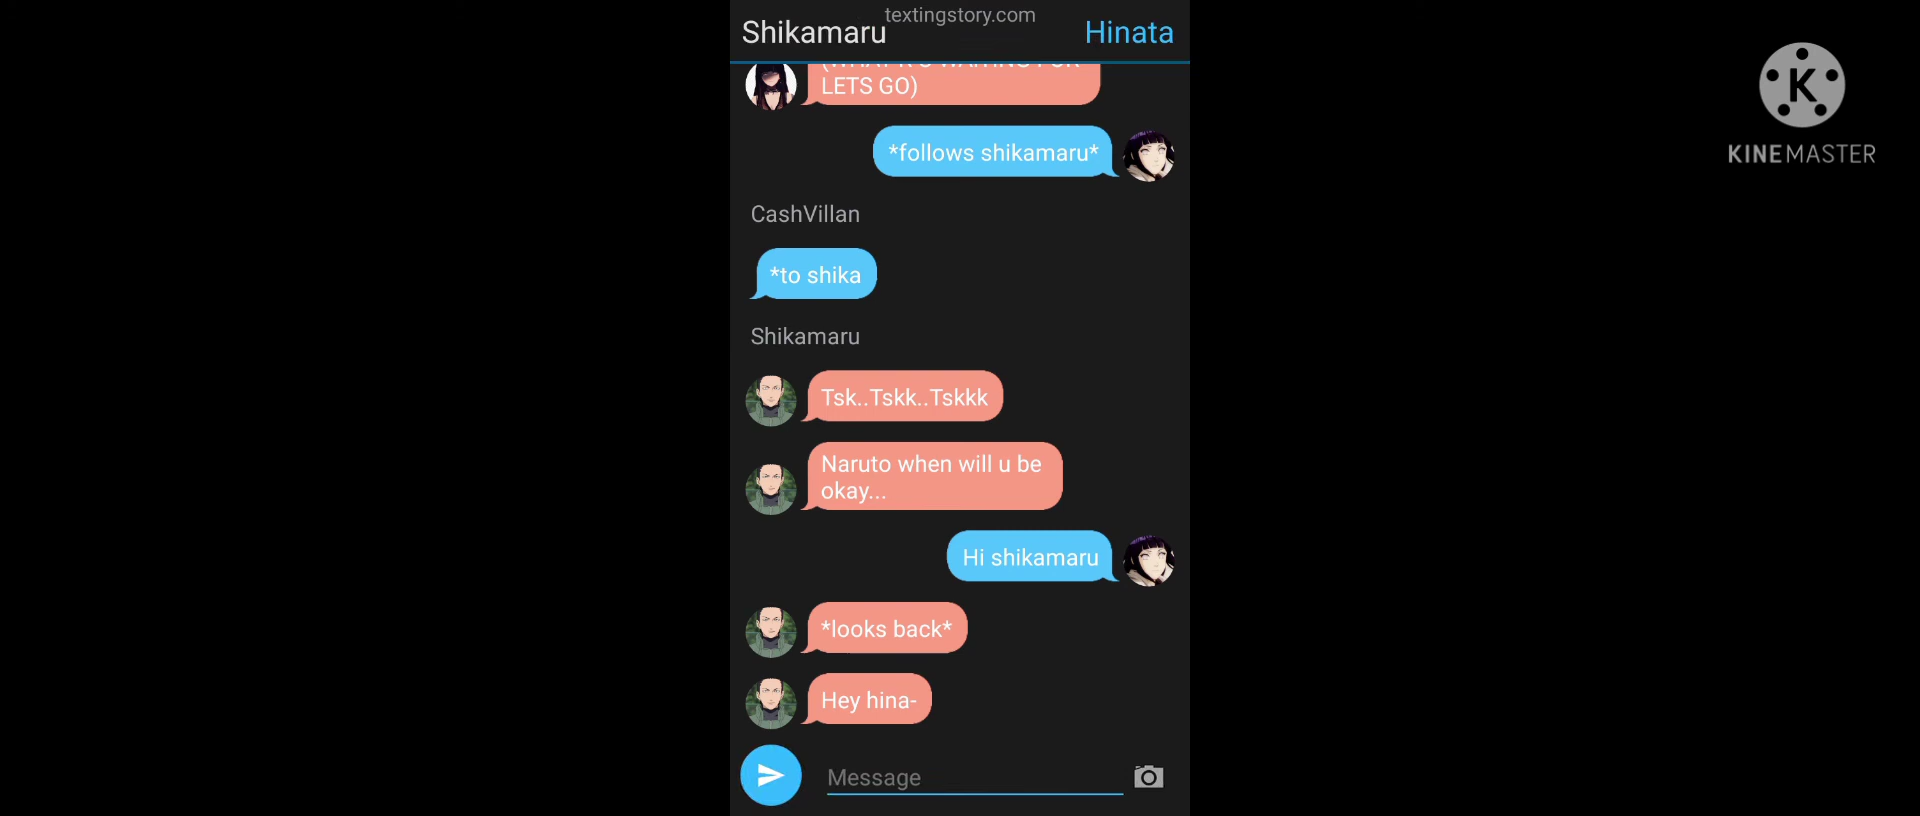 textingstory.com
Shikamaru
Hinata
LETS GO)
*follows shikamaru*
CashVillan
*to shika
Shikamaru
Tsk..Tskk..Tskkk
Naruto when will u be
okay...
Hi shikamaru
*looks back*
Hey hina-
Message
K
KINEMASTER